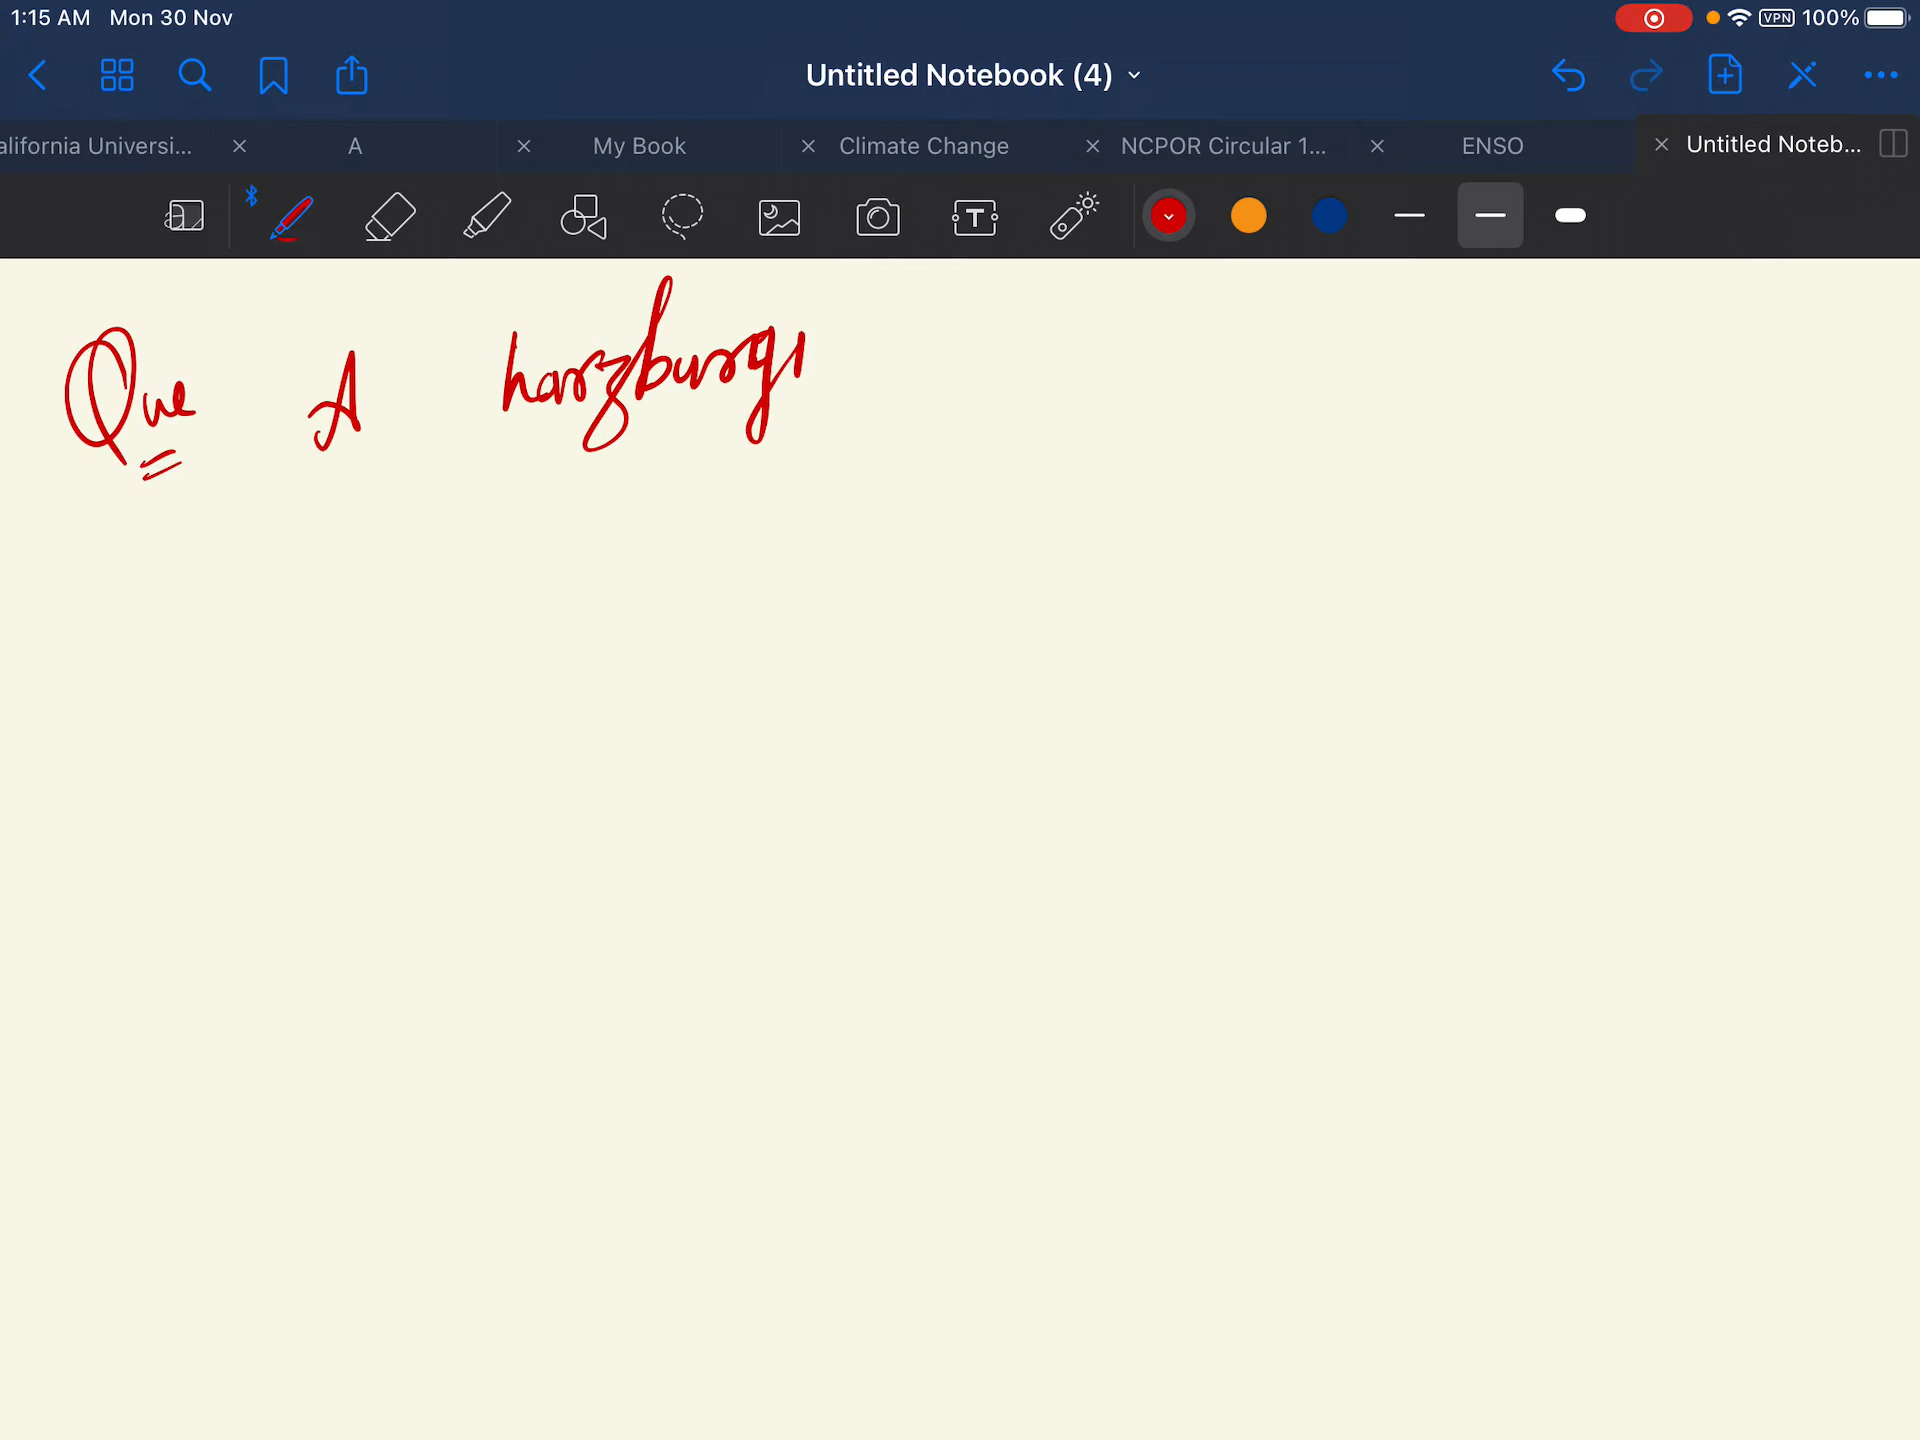 1:15 AM Mon 30 Nov VPN 100%
Untitled Notebook (4)
alifornia Universi... A My Book Climate Change NCPOR Circular 1... ENSO Untitled Noteb...
a T
Que A harzburgi